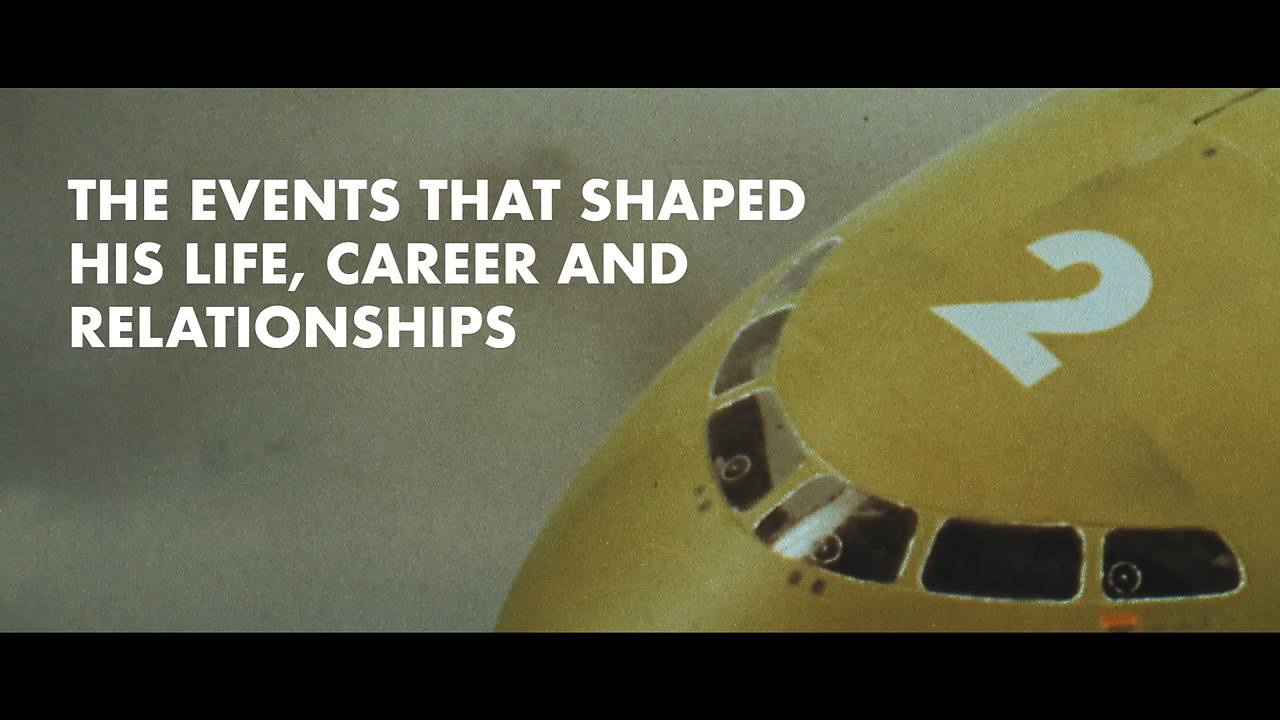 THE EVENTS THAT SHAPED
HIS LIFE, CAREER AND
RELATIONSHIPS
2